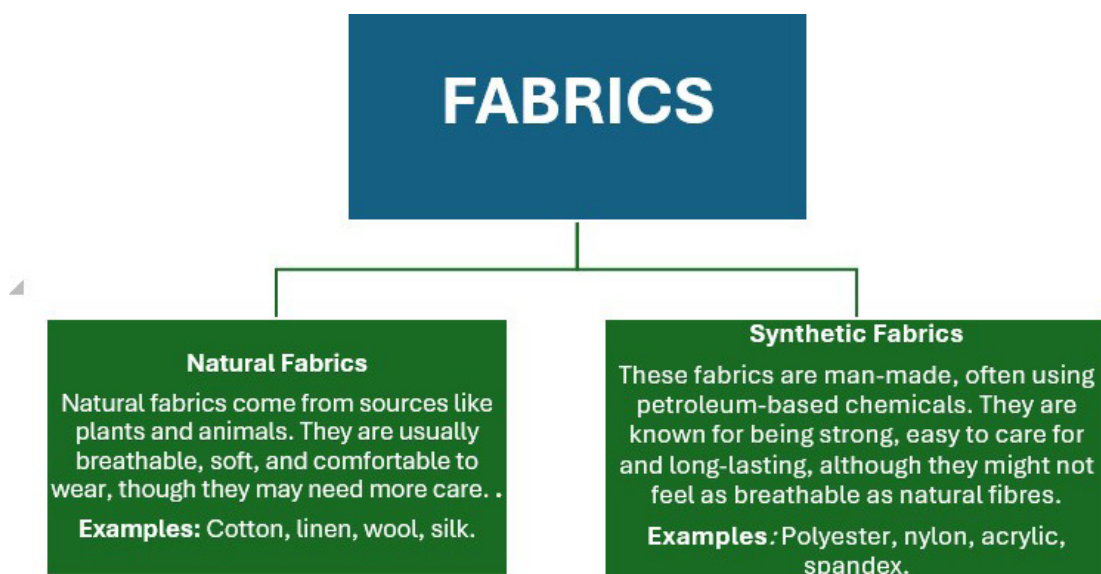 FABRICS
Natural Fabrics
Natural fabrics come from sources like
plants and animals. They are usually
breathable, soft, and comfortable to
wear, though they may need more care. .
Examples: Cotton, linen, wool, silk.
Synthetic Fabrics
These fabrics are man-made, often using
petroleum-based chemicals. They are
known for being strong, easy to care for
and long-lasting, although they might not
feel as breathable as natural fibres.
Examples: Polyester, nylon, acrylic,
spandex.